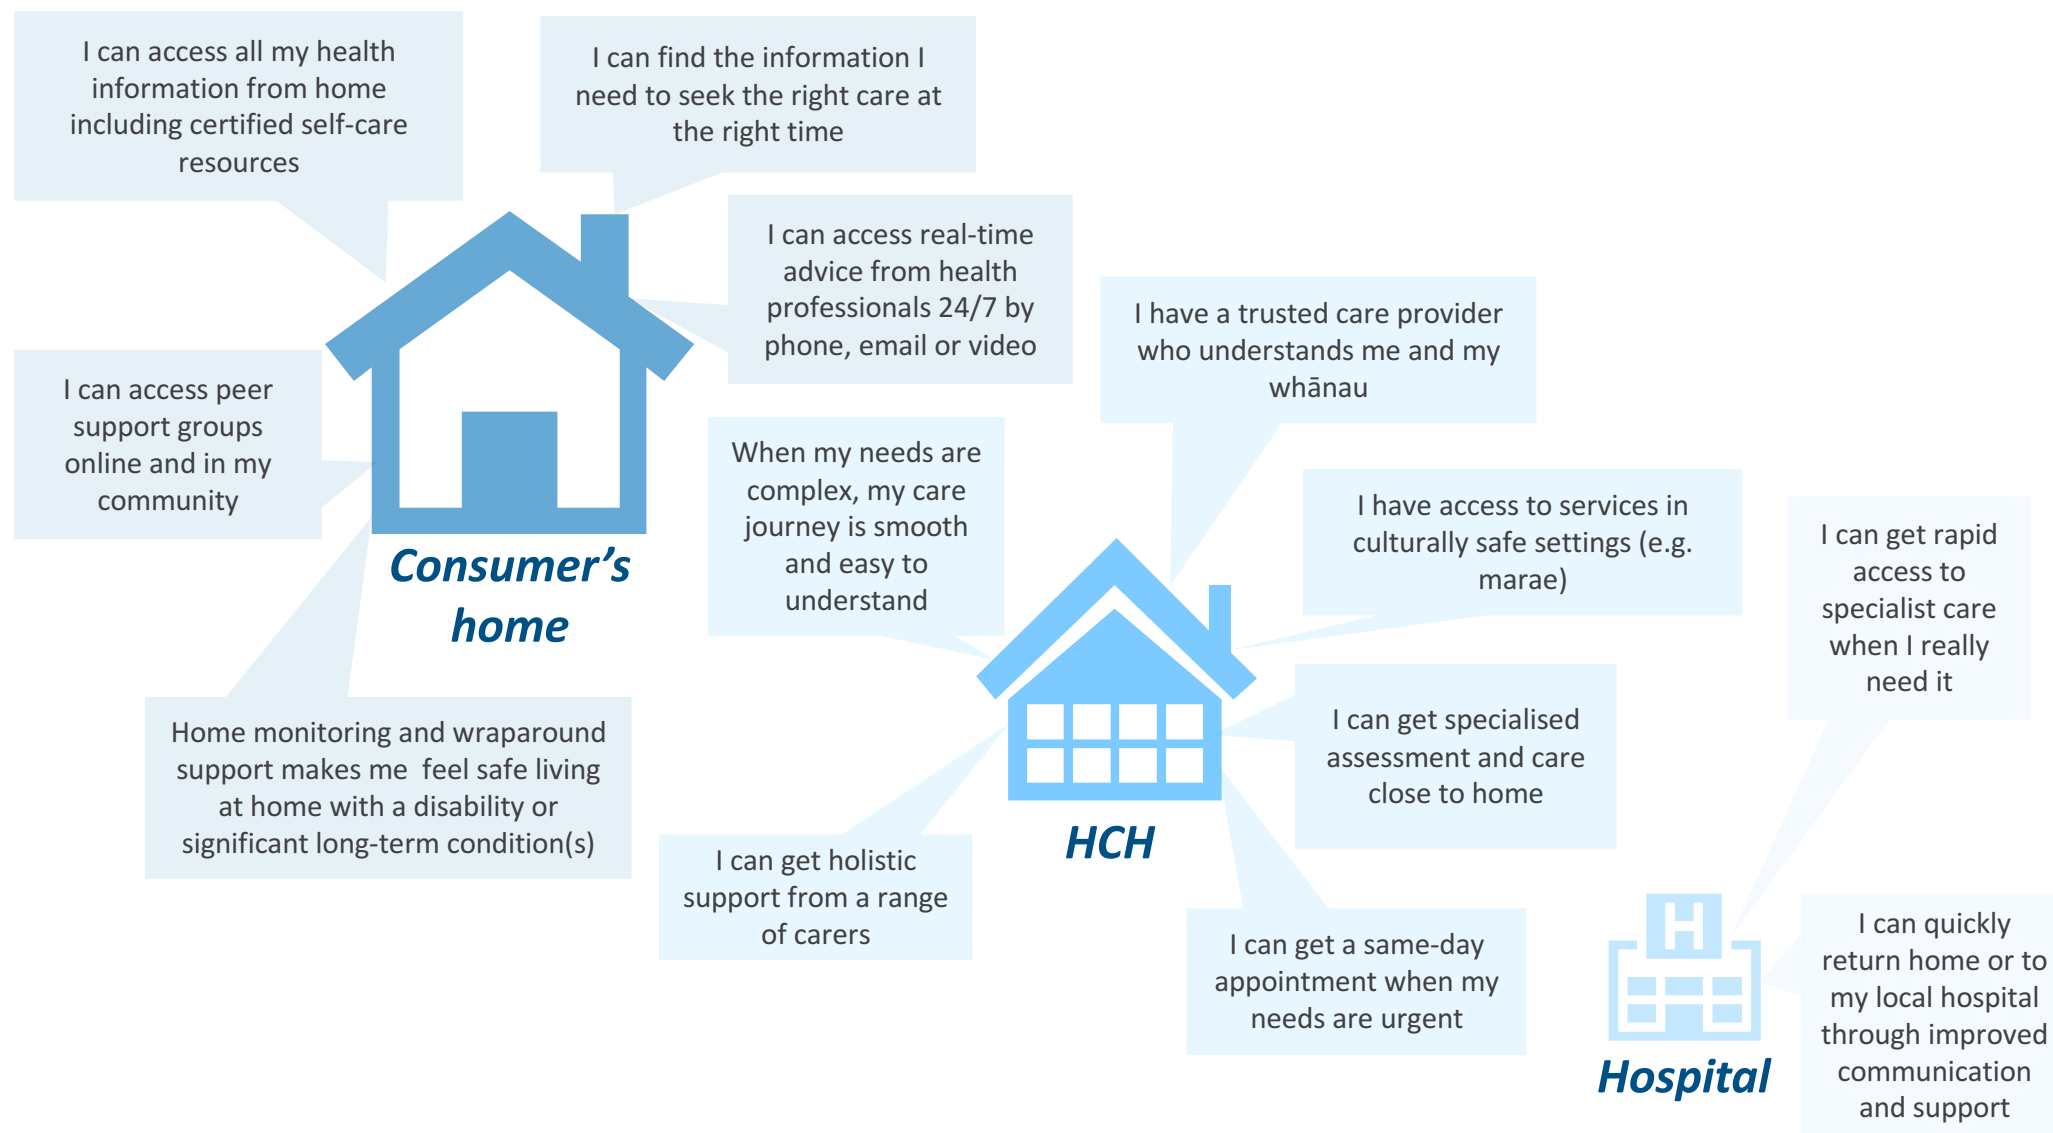 I can access all my health
information from home
including certified self-care
resources
I can find the information I
need to seek the right care at
the right time
I can access real-time
advice from health
professionals 24/7 by
phone, email or video
I can access peer
support groups
online and in my
community
Consumer’s
home
Home monitoring and wraparound
support makes me  feel safe living
at home with a disability or
significant long-term condition(s)
I have a trusted care provider
who understands me and my
whānau
When my needs are
complex, my care
journey is smooth
and easy to
understand
I have access to services in
culturally safe settings (e.g.
marae)
I can get specialised
assessment and care
close to home
HCH
I can get holistic
support from a range
of carers
I can get a same-day
appointment when my
needs are urgent
I can get rapid
access to
specialist care
when I really
need it
H
Hospital
I can quickly
return home or to
my local hospital
through improved
communication
and support